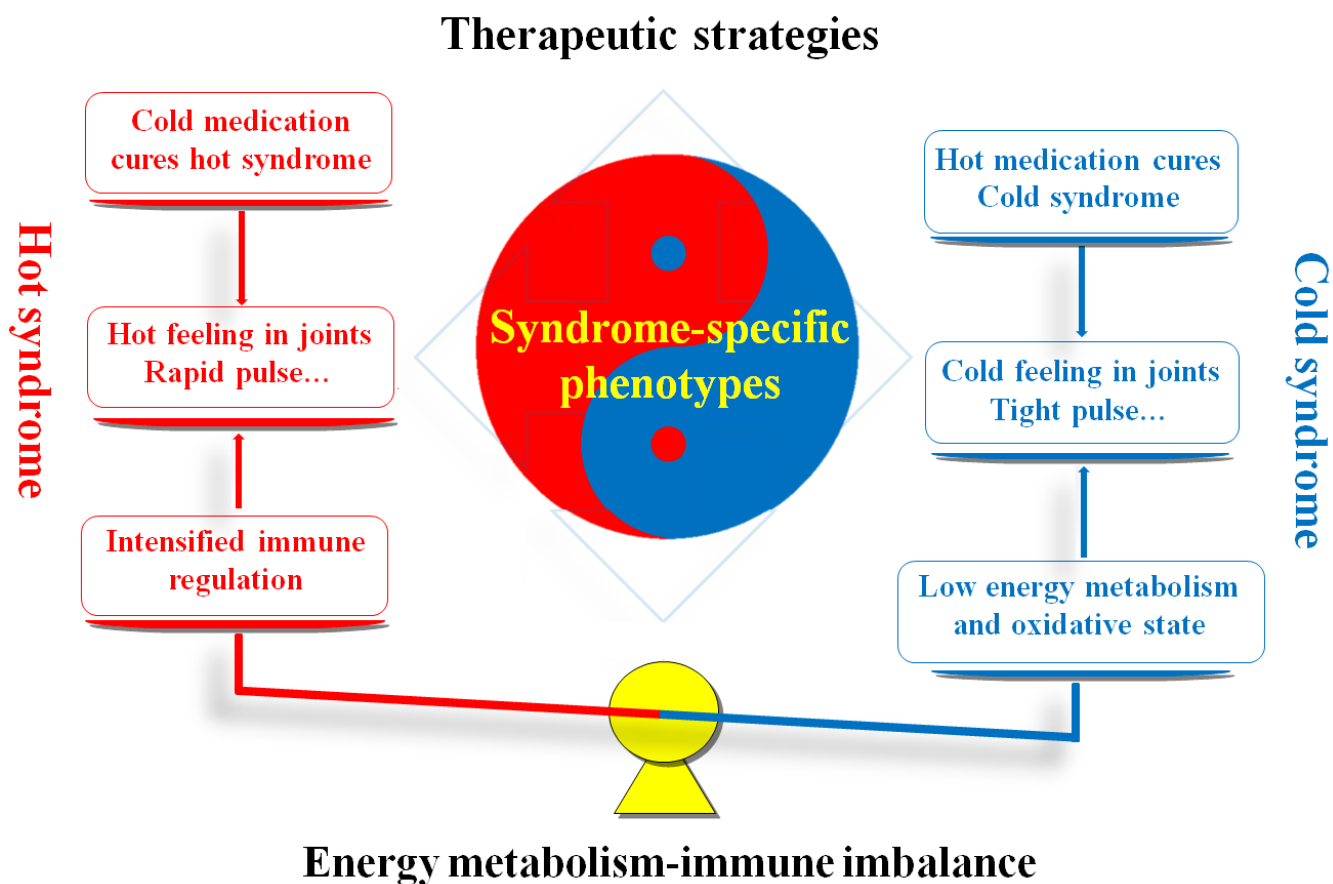 Therapeutic strategies
Cold medication
cures hot syndrome
Hot medication cures
Cold syndrome
Hot syndrome
Hot feeling in joints
Rapid pulse…
Syndrome-specific
phenotypes
Cold feeling in joints
Tight pulse…
Cold syndrome
Intensified immune
regulation
Low energy metabolism
and oxidative state
Energy metabolism-immune imbalance